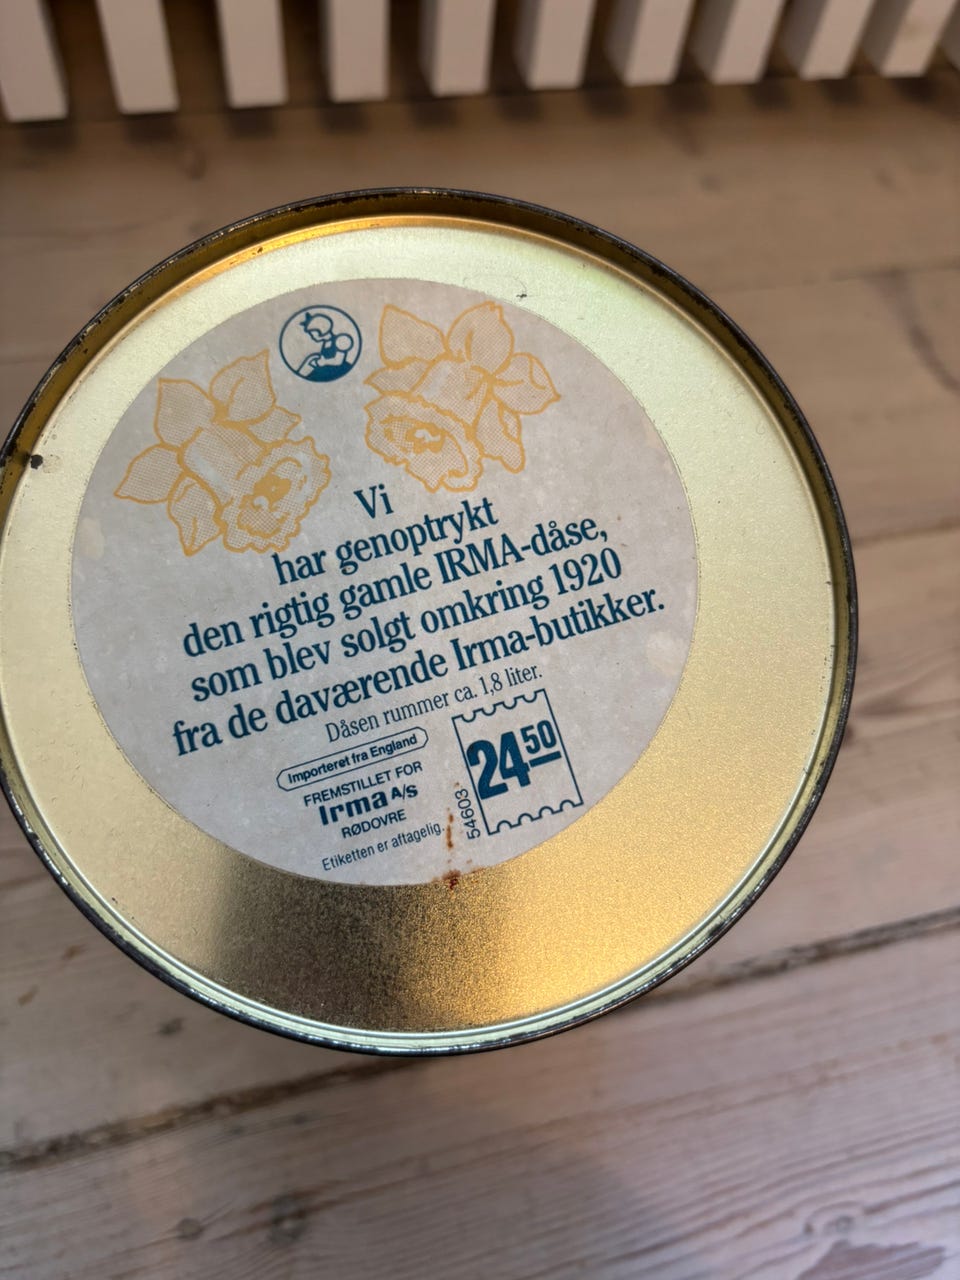 Vi
har genoptrykt
den rigtig gamle IRMA-dåse,
som blev solgt omkring 1920
fra de daværende Irma-butikker.
Dåsen rummer ca. 1,8 liter.
Importeret fra England
FREMSTILLET FOR
Irma A/S
RØDOVRE
Etiketten er aftagelig.
54603
24 50